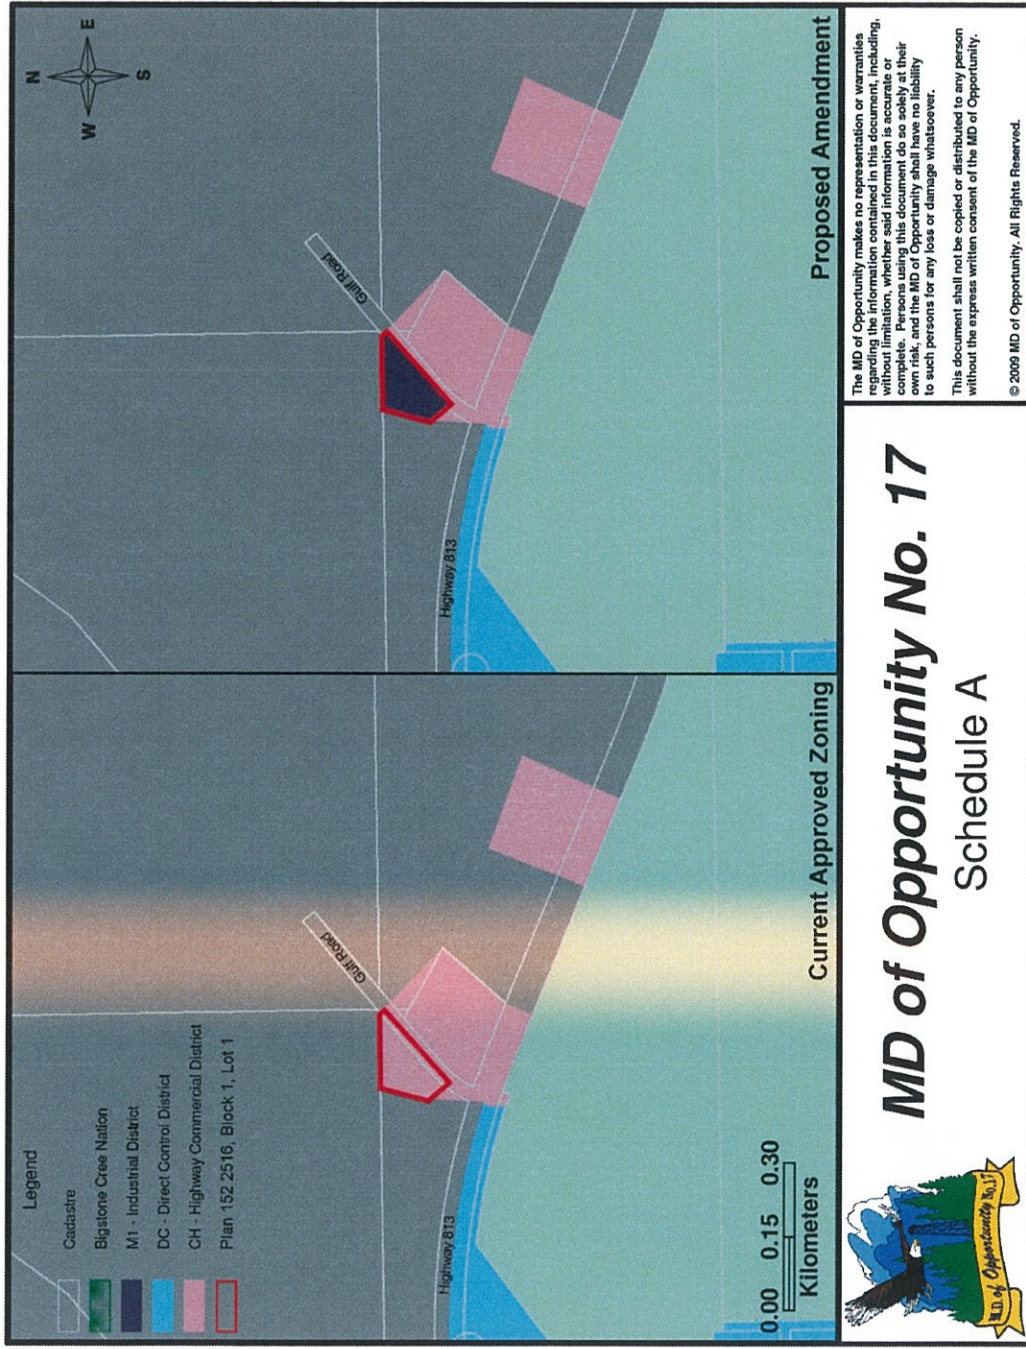 Legend
Cadastre
Bigstone Cree Nation
M1 - Industrial District
DC - Direct Control District
CH - Highway Commercial District
Plan 152 2516, Block 1, Lot 1
Gulf Road
Highway 813
0.00 0.15 0.30
Kilometers
Current Approved Zoning
N
W E
S
Gulf Road
Highway 813
Proposed Amendment
M.D. of Opportunity No.17
MD of Opportunity No. 17
Schedule A
The MD of Opportunity makes no representation or warranties
regarding the information contained in this document, including,
without limitation, whether said information is accurate or
complete. Persons using this document do so solely at their
own risk, and the MD of Opportunity shall have no liability
to such persons for any loss or damage whatsoever.
This document shall not be copied or distributed to any person
without the express written consent of the MD of Opportunity.
© 2009 MD of Opportunity. All Rights Reserved.